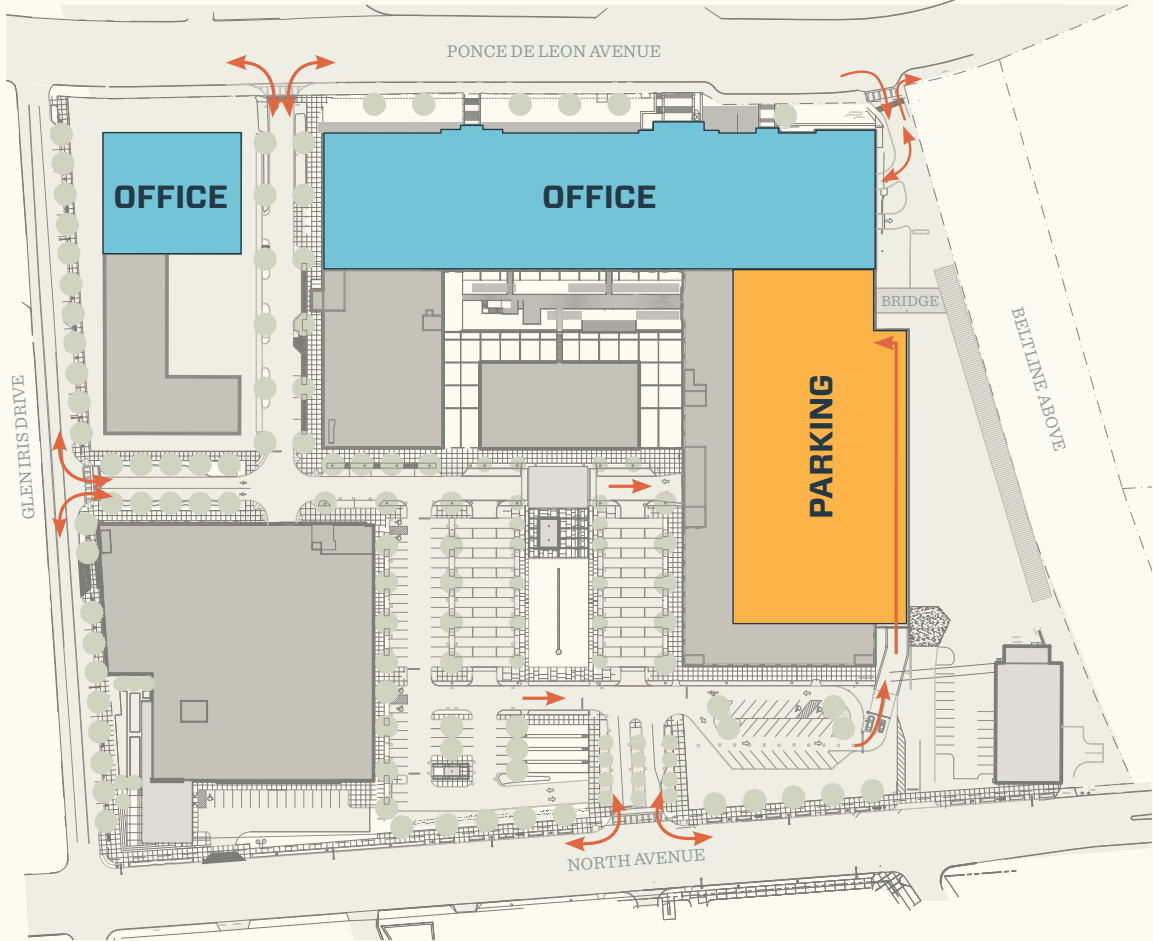 PONCE DE LEON AVENUE
OFFICE
OFFICE
BRIDGE
BELTLINE ABOVE
GLEN IRIS DRIVE
PARKING
NORTH AVENUE